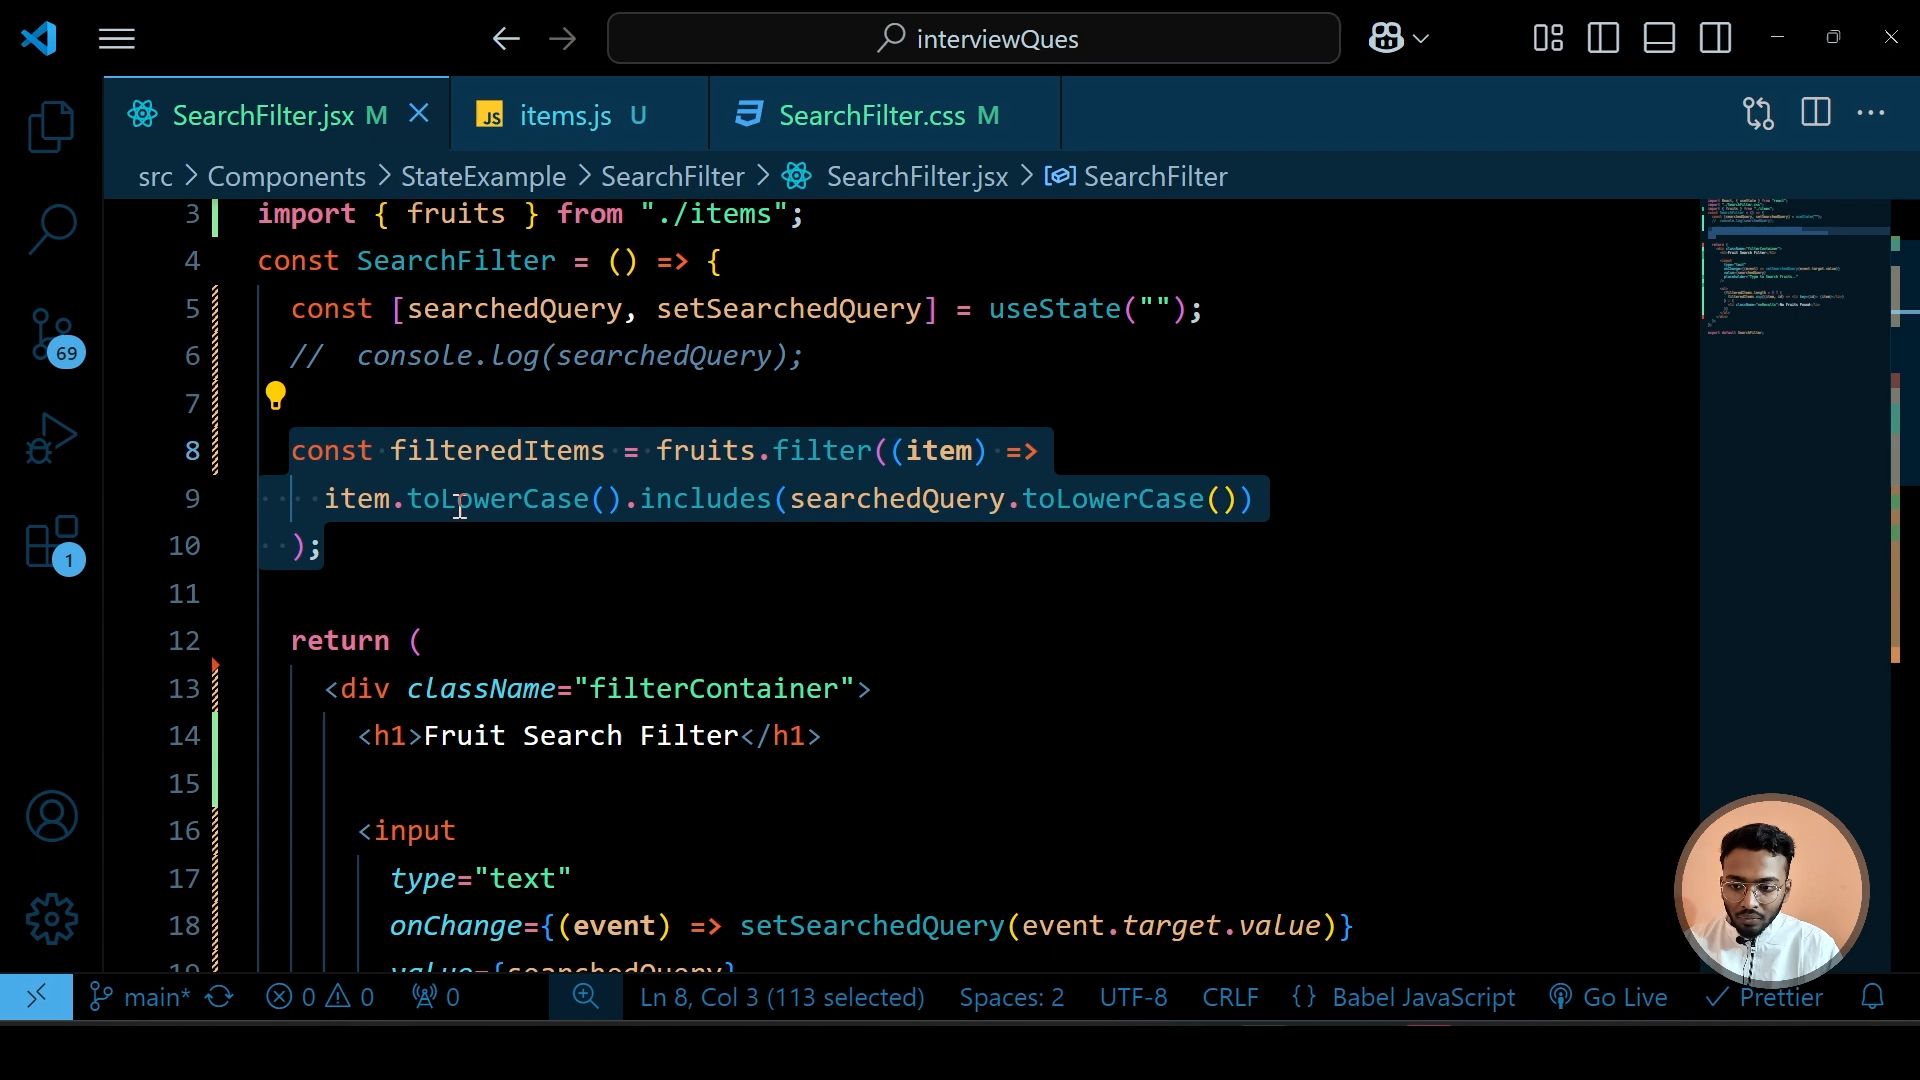 interviewQues
SearchFilter.jsx M
JS items.js U
SearchFilter.css M
src > Components > StateExample > SearchFilter > SearchFilter.jsx > SearchFilter
3 import { fruits } from "./items";
4 const SearchFilter = () => {
5 const [searchedQuery, setSearchedQuery] = useState("");
6 // console.log(searchedQuery);
7
8 const filteredItems = fruits.filter((item) =>
9 item.toLowerCase().includes(searchedQuery.toLowerCase())
10 );
11
12 return (
13 <div className="filterContainer">
14 <h1>Fruit Search Filter</h1>
15
16 <input
17 type="text"
18 onChange={(event) => setSearchedQuery(event.target.value)}
19 value={searchedQuery}
69
1
main*
0 0
0
Ln 8, Col 3 (113 selected)
Spaces: 2
UTF-8
CRLF
{ } Babel JavaScript
Go Live
Prettier